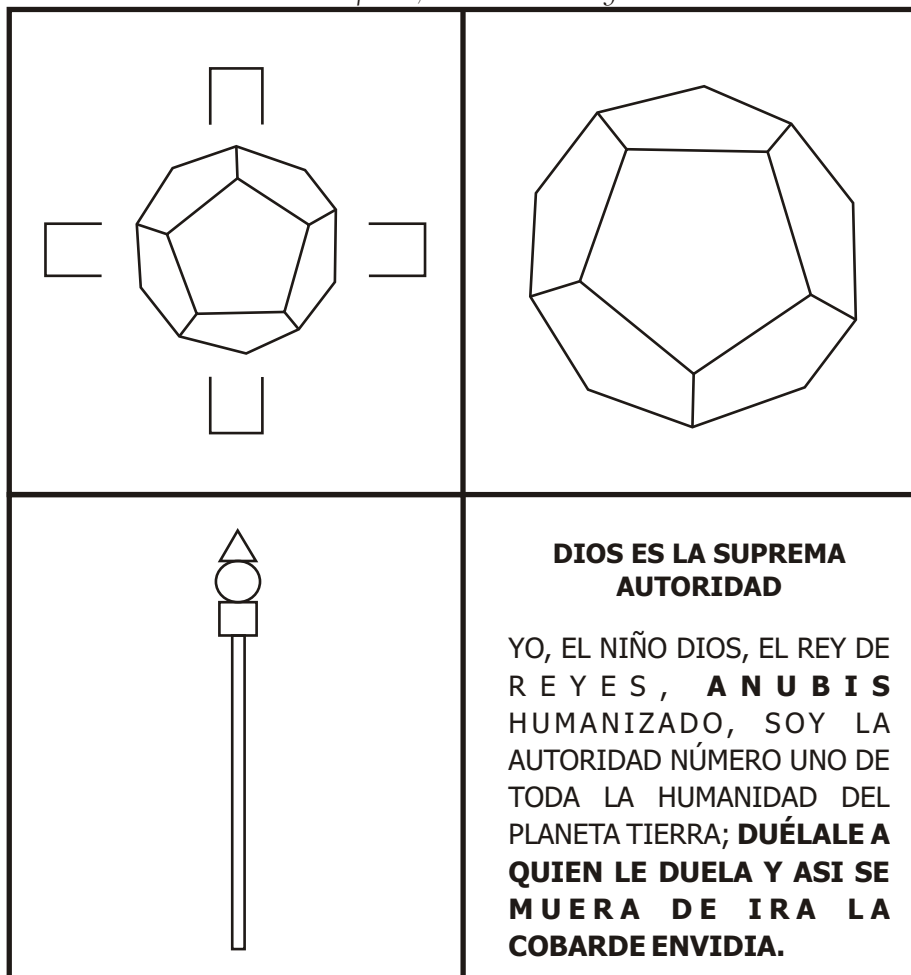 DIOS ES LA SUPREMA
AUTORIDAD
YO, EL NIÑO DIOS, EL REY DE
REYES, ANUBIS
HUMANIZADO, SOY LA
AUTORIDAD NÚMERO UNO DE
TODA LA HUMANIDAD DEL
PLANETA TIERRA; DUÉLALE A
QUIEN LE DUELA Y ASI SE
MUERA DE IRA LA
COBARDE ENVIDIA.